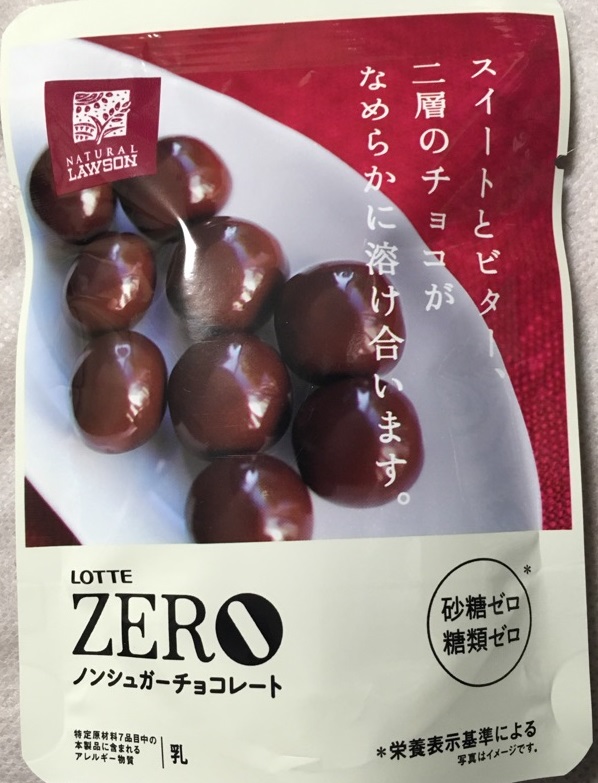 NATURAL
LAWSON
スイートとビター、
二層のチョコが
なめらかに溶け合います。
LOTTE
ZERO
ノンシュガーチョコレート
砂糖ゼロ*
糖類ゼロ
特定原材料7品目中の
本製品に含まれる
アレルギー物質
乳
*栄養表示基準による
写真はイメージです。